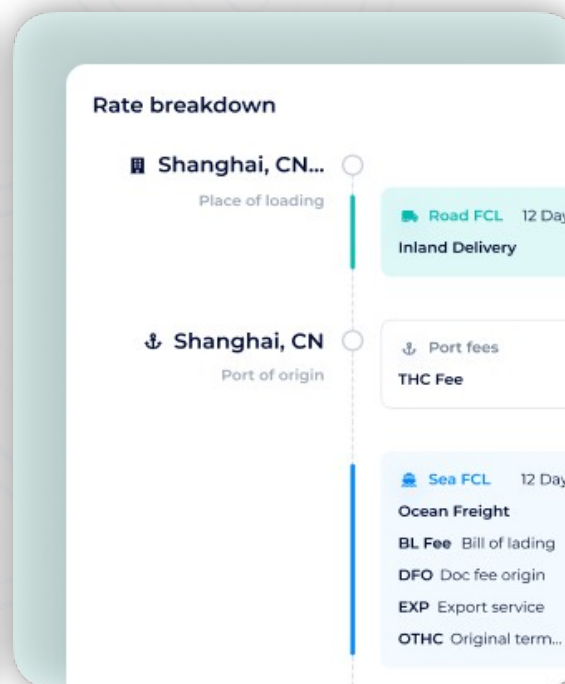 Rate breakdown
Shanghai, CN...
Place of loading
Road FCL 12 Day
Inland Delivery
Shanghai, CN
Port of origin
Port fees
THC Fee
Sea FCL 12 Day
Ocean Freight
BL Fee Bill of lading
DFO Doc fee origin
EXP Export service
OTHC Original term...